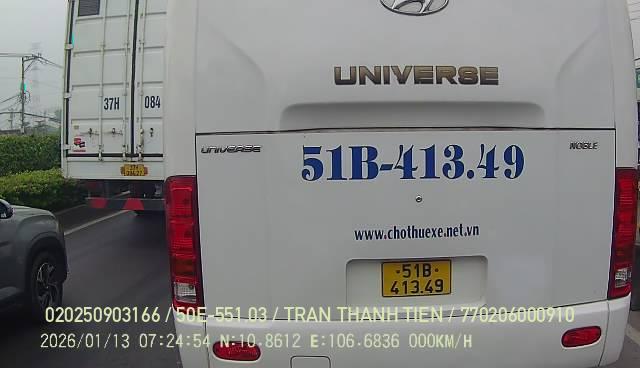 UNIVERSE
37H 084
UNIVERSE
NOBLE
51B-413.49
www.chothuexe.net.vn
51B
413.49
020250903166 / 50E-551.03 / TRAN THANH TIEN / 770206000910
2026/01/13 07:24:54 N:10.8612 E:106.6836 000KM/H